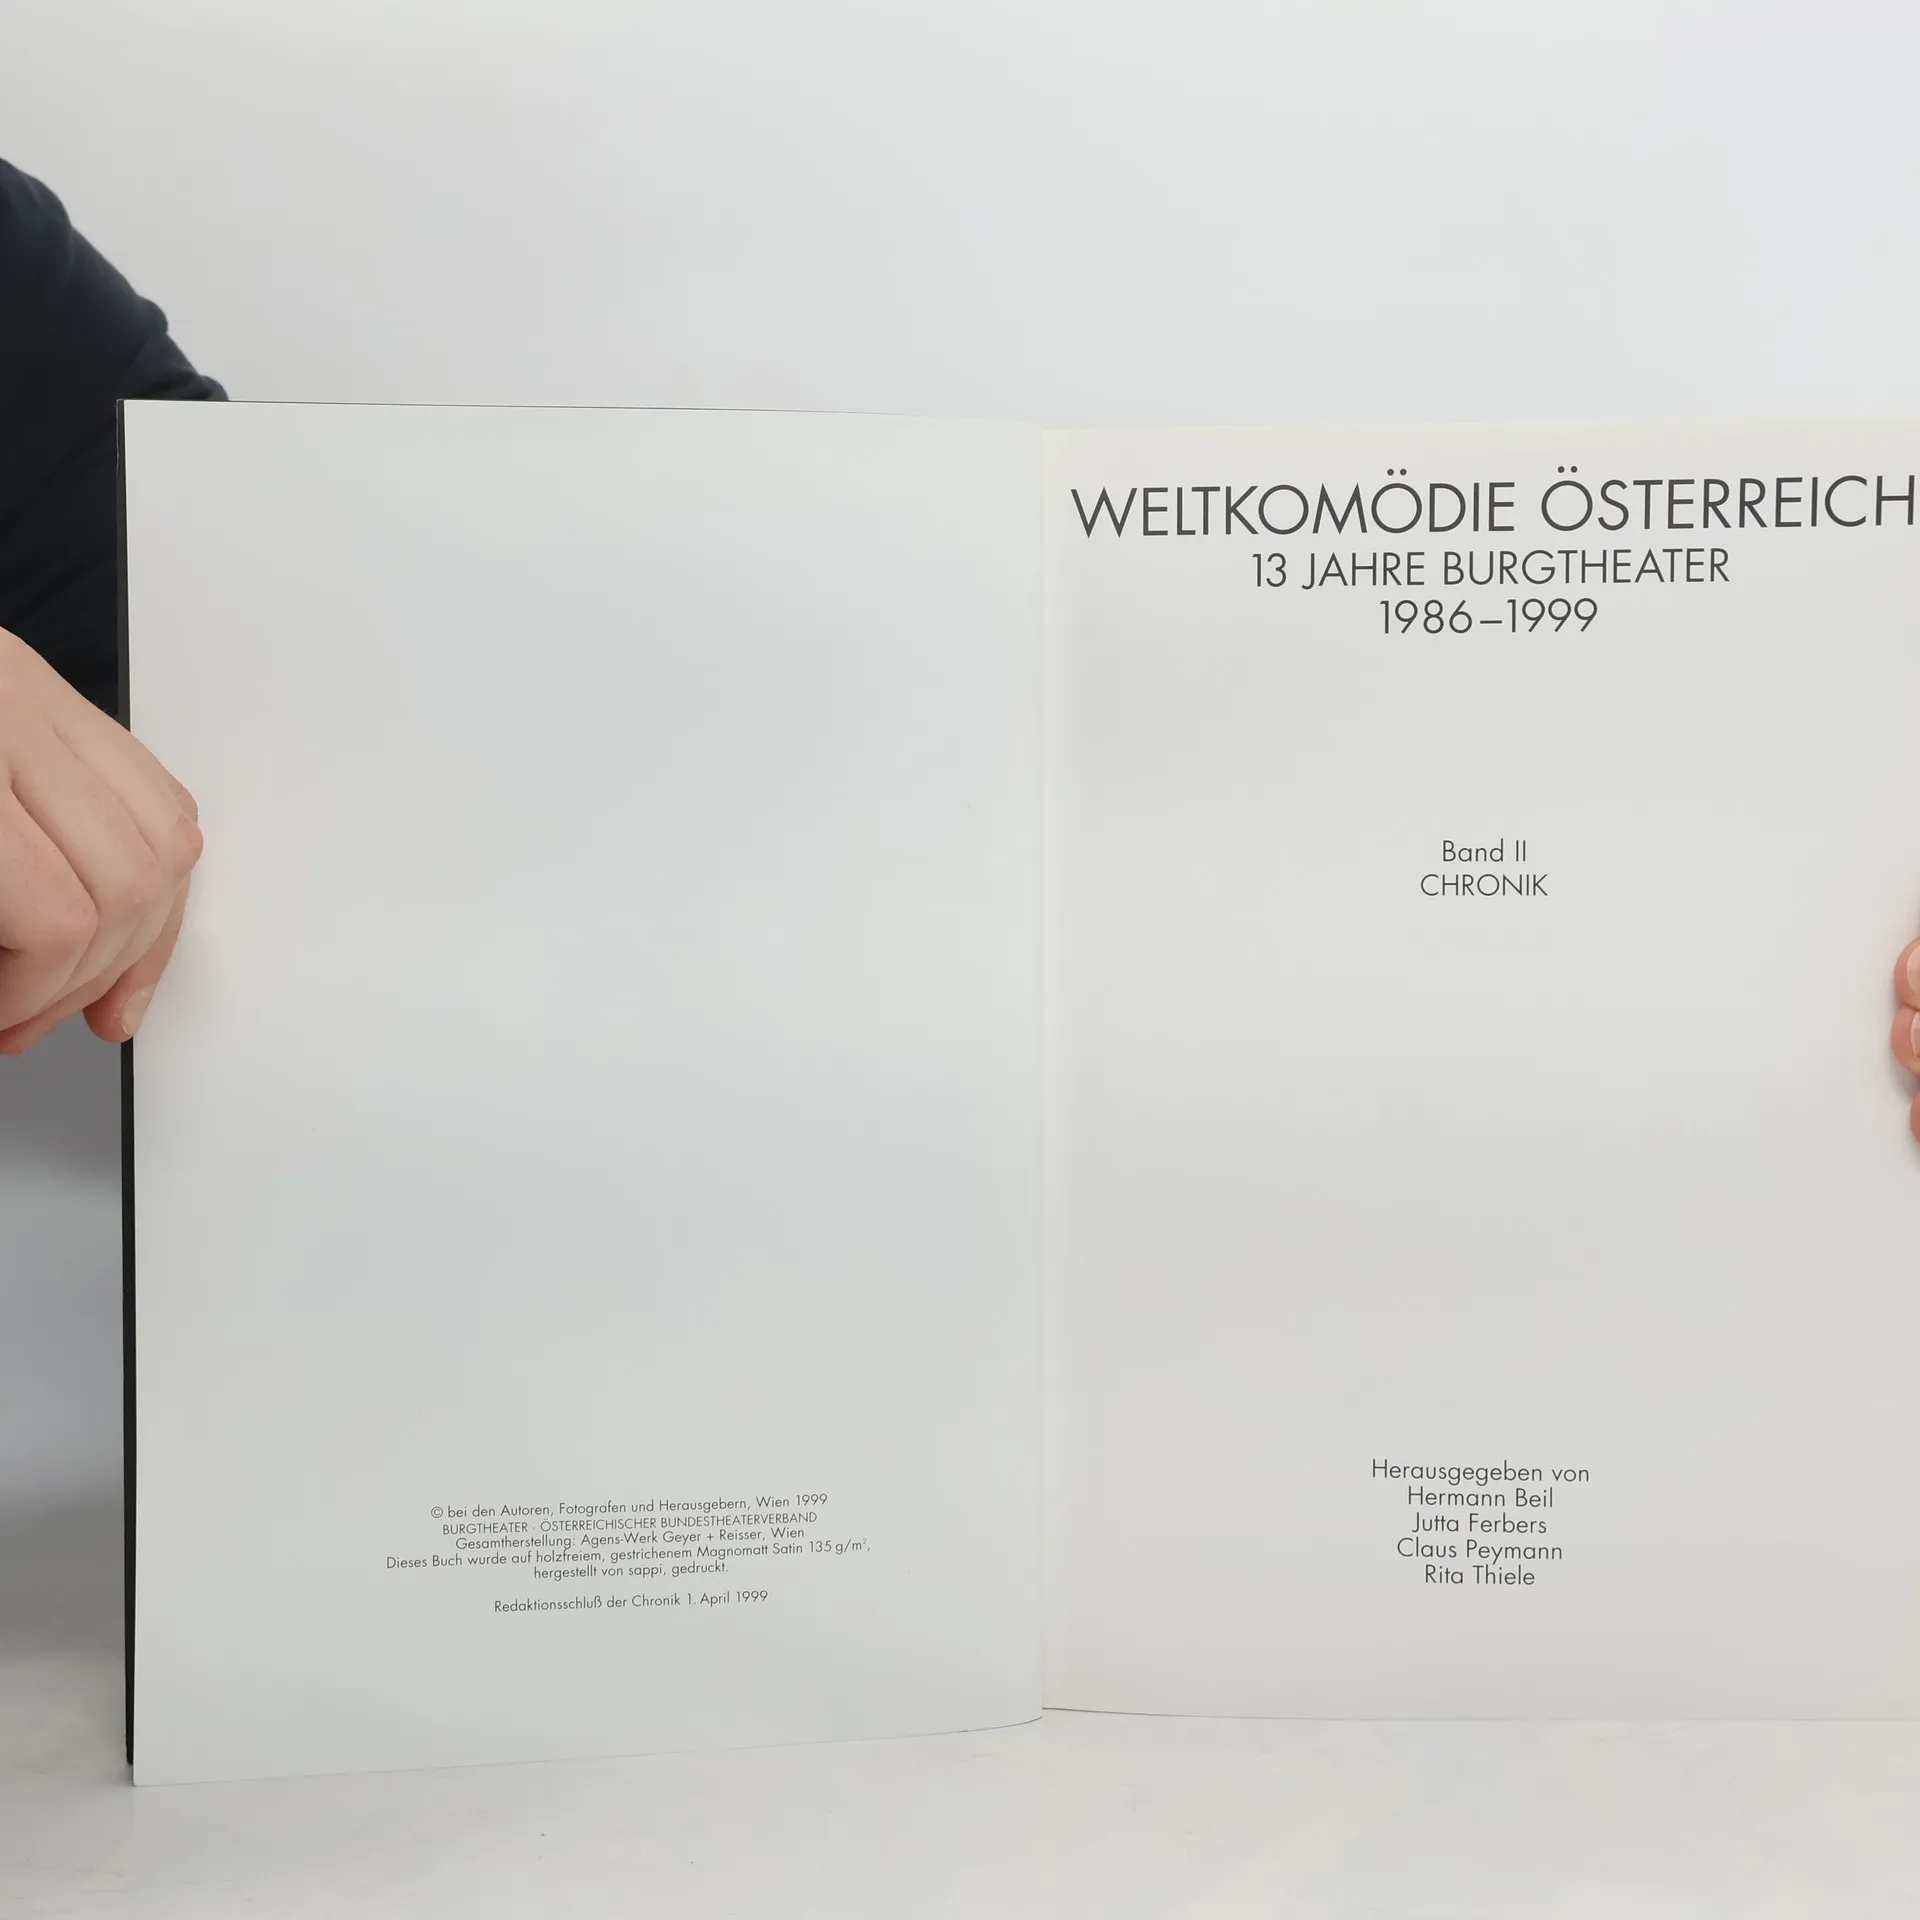 © bei den Autoren, Fotografen und Herausgebern, Wien 1999
BURGTHEATER · ÖSTERREICHISCHER BUNDESTHEATERVERBAND
Gesamtherstellung: Agens-Werk Geyer + Reisser, Wien
Dieses Buch wurde auf holzfreiem, gestrichenem Magnomatt Satin 135 g/m²,
hergestellt von sappi, gedruckt.
Redaktionsschluß der Chronik 1. April 1999
WELTKOMÖDIE ÖSTERREICH
13 JAHRE BURGTHEATER
1986–1999
Band II
CHRONIK
Herausgegeben von
Hermann Beil
Jutta Ferbers
Claus Peymann
Rita Thiele